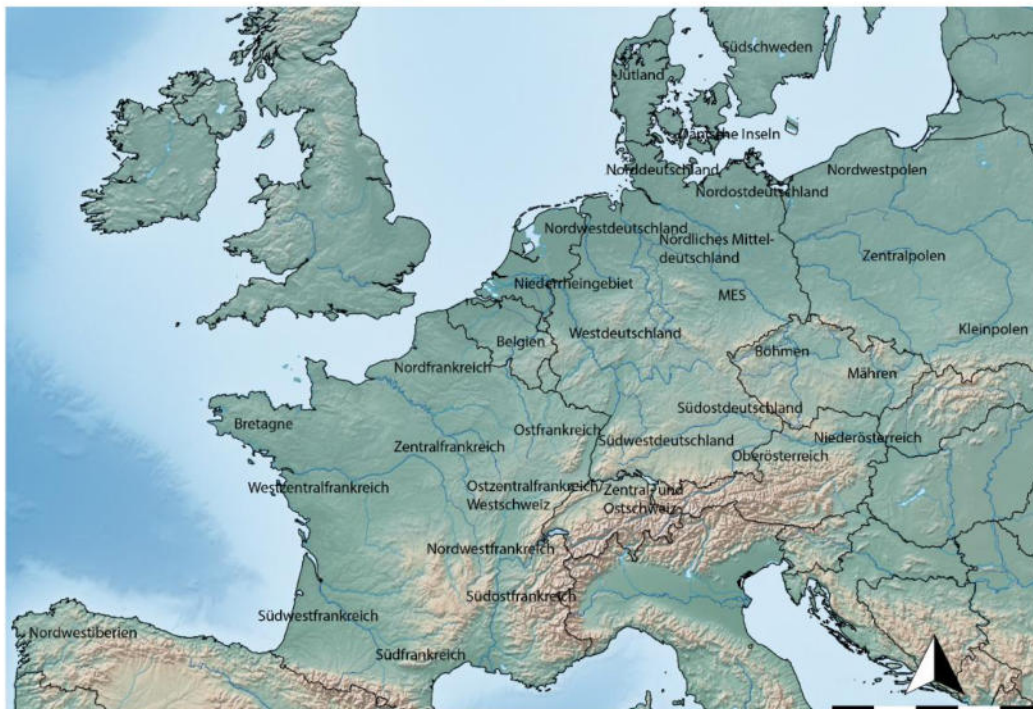 Südschweden
Jütland
Dänische Inseln
Norddeutschland
Nordwestpolen
Nordostdeutschland
Nordwestdeutschland
Nördliches Mittel-
deutschland
Zentralpolen
Niederrheingebiet
MES
Westdeutschland
Kleinpolen
Belgien
Böhmen
Nordfrankreich
Mähren
Südostdeutschland
Bretagne
Ostfrankreich
Südwestdeutschland
Niederösterreich
Zentralfrankreich
Oberösterreich
Westzentralfrankreich
Ostzentralfrankreich/
Westschweiz
Zentral- und
Ostschweiz
Nordwestfrankreich
Südostfrankreich
Südwestfrankreich
Nordwestiberien
Südfrankreich